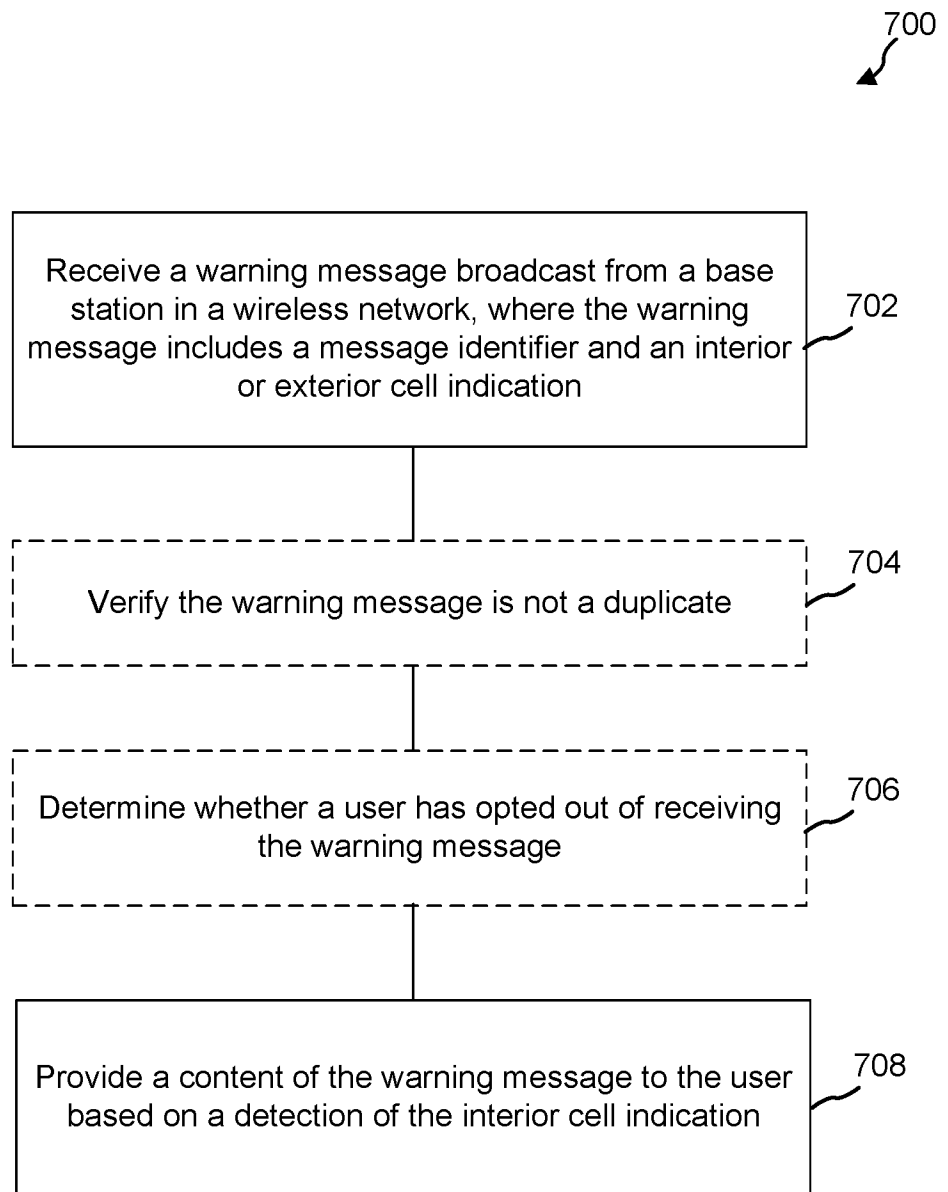 700
Receive a warning message broadcast from a base
station in a wireless network, where the warning
message includes a message identifier and an interior
or exterior cell indication
702
Verify the warning message is not a duplicate
704
Determine whether a user has opted out of receiving
the warning message
706
Provide a content of the warning message to the user
based on a detection of the interior cell indication
708